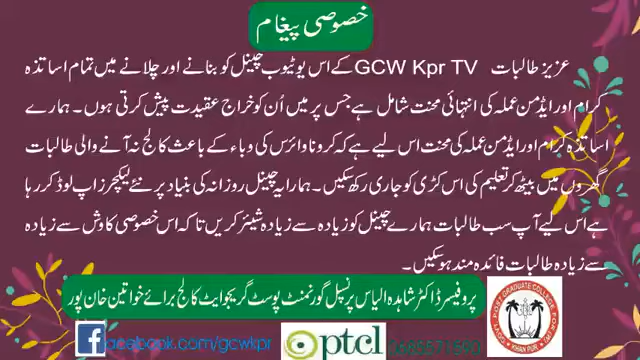 خصوصی پیغام
عزیز طالبات GCW Kpr TV کے اس یوٹیوب چینل کو بنانے اور چلانے میں تمام اساتذہ
کرام اور ایڈمن عملہ کی انتہائی محنت شامل ہے جس پر میں اُن کو خراج عقیدت پیش کرتی ہوں۔ ہمارے
اساتذہ کرام اور ایڈمن عملہ کی محنت اس لیے ہے کہ کرونا وائرس کی وباء کے باعث کالج نہ آنے والی طالبات
گھروں میں بیٹھ کر تعلیم کی اس کڑی کو جاری رکھ سکیں۔ ہمارا یہ چینل روزانہ کی بنیاد پر نئے لیکچرز اپ لوڈ کر رہا
ہے اس لیے آپ سب طالبات ہمارے چینل کو زیادہ سے زیادہ شیئر کریں تاکہ اس خصوصی کاوش سے زیادہ
سے زیادہ طالبات فائدہ مند ہو سکیں۔
پروفیسر ڈاکٹر شاہدہ الیاس پرنسپل گورنمنٹ پوسٹ گریجوایٹ کالج برائے خواتین خان پور
facebook.com/gcwkpr
ptcl
KHAN PUR